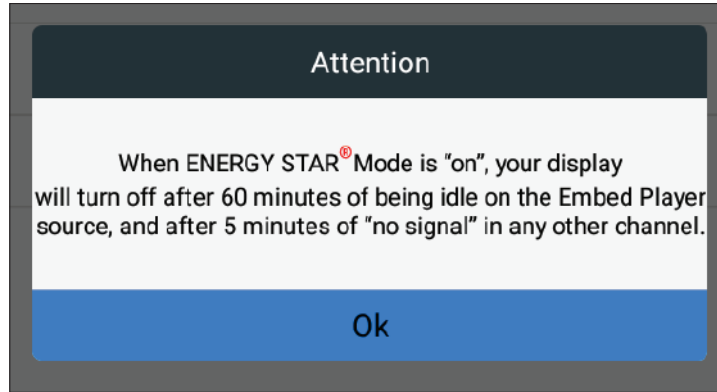 Attention
When ENERGY STAR® Mode is “on”, your display
will turn off after 60 minutes of being idle on the Embed Player
source, and after 5 minutes of “no signal” in any other channel.
Ok